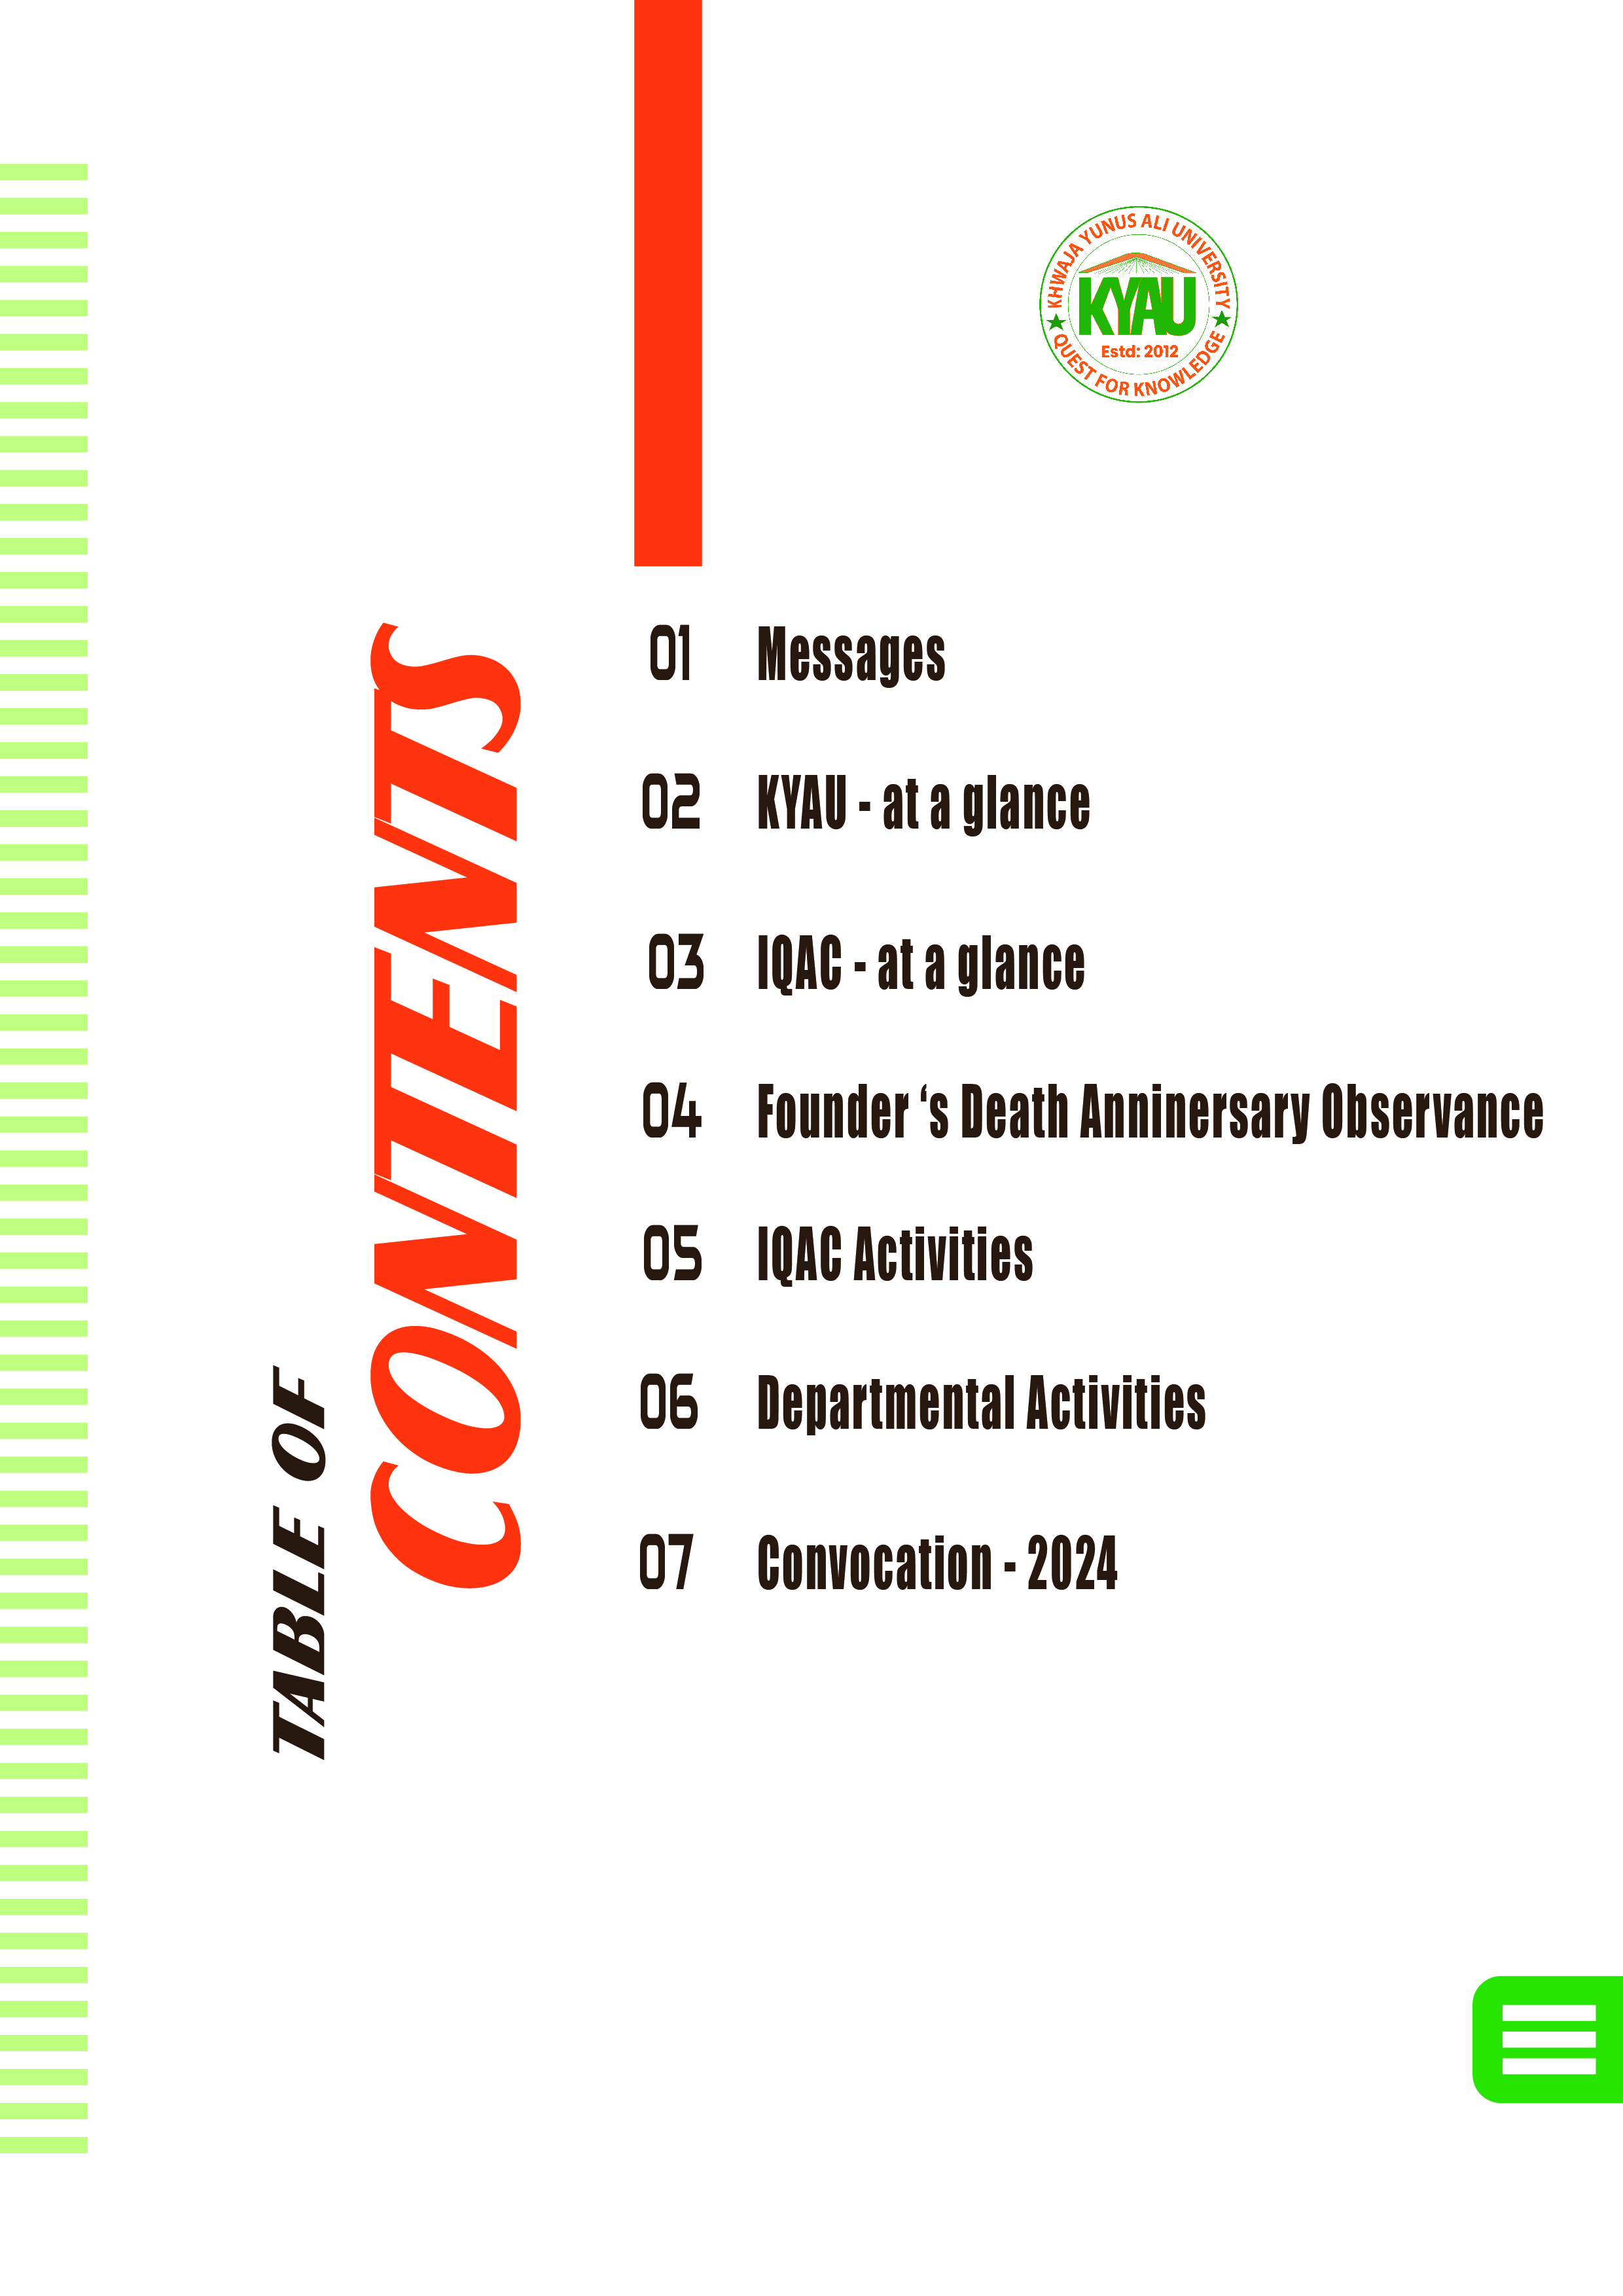 KHWAJA YUNUS ALI UNIVERSITY
KYAU
Estd: 2012
QUEST FOR KNOWLEDGE
TABLE OF
CONTENTS
01 Messages
02 KYAU - at a glance
03 IQAC - at a glance
04 Founder ‘s Death Anninersary Observance
05 IQAC Activities
06 Departmental Activities
07 Convocation - 2024